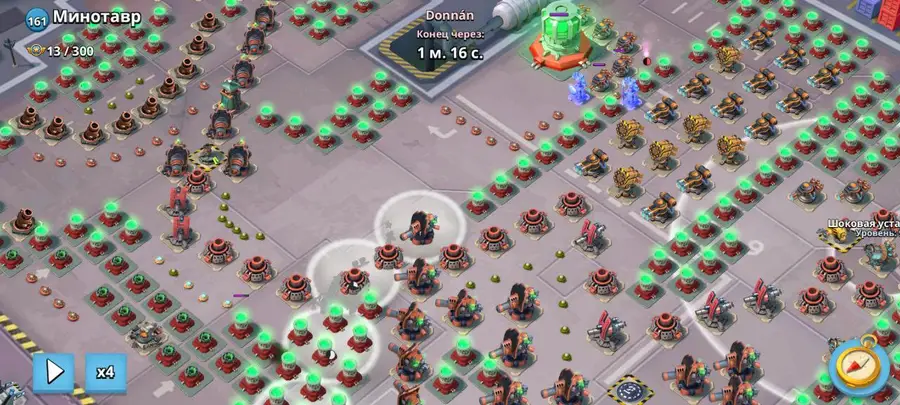 161 Минотавр
13 / 300
Donnán
Конец через:
1 м. 16 с.
Шоковая уста
Уровень:
x4